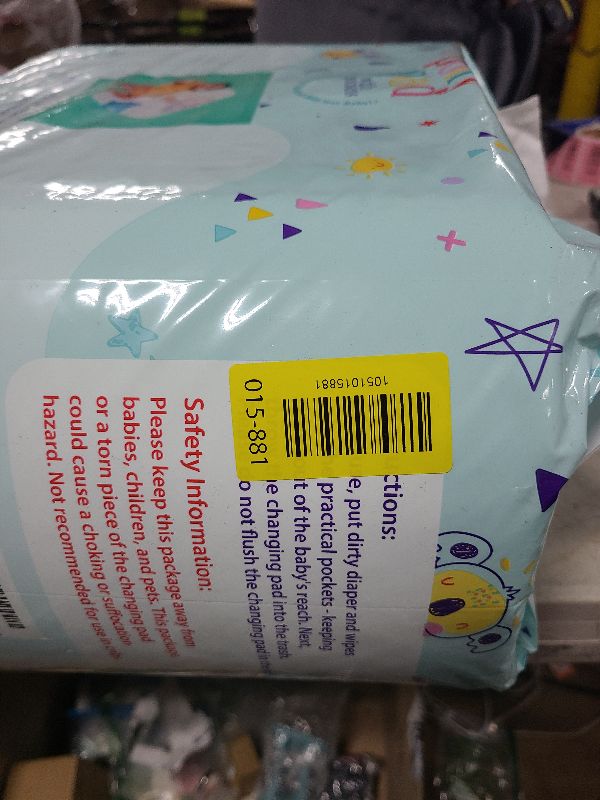 1051015881
015-881
ctions:
e, put dirty diaper and wipes
practical pockets - keeping
t of the baby's reach. Next,
e changing pad into the trash.
o not flush the changing pad
Safety Information:
Please keep this package away from
babies, children, and pets. This package
or a torn piece of the changing pad
could cause a choking or suffocation
hazard. Not recommended for use in crib